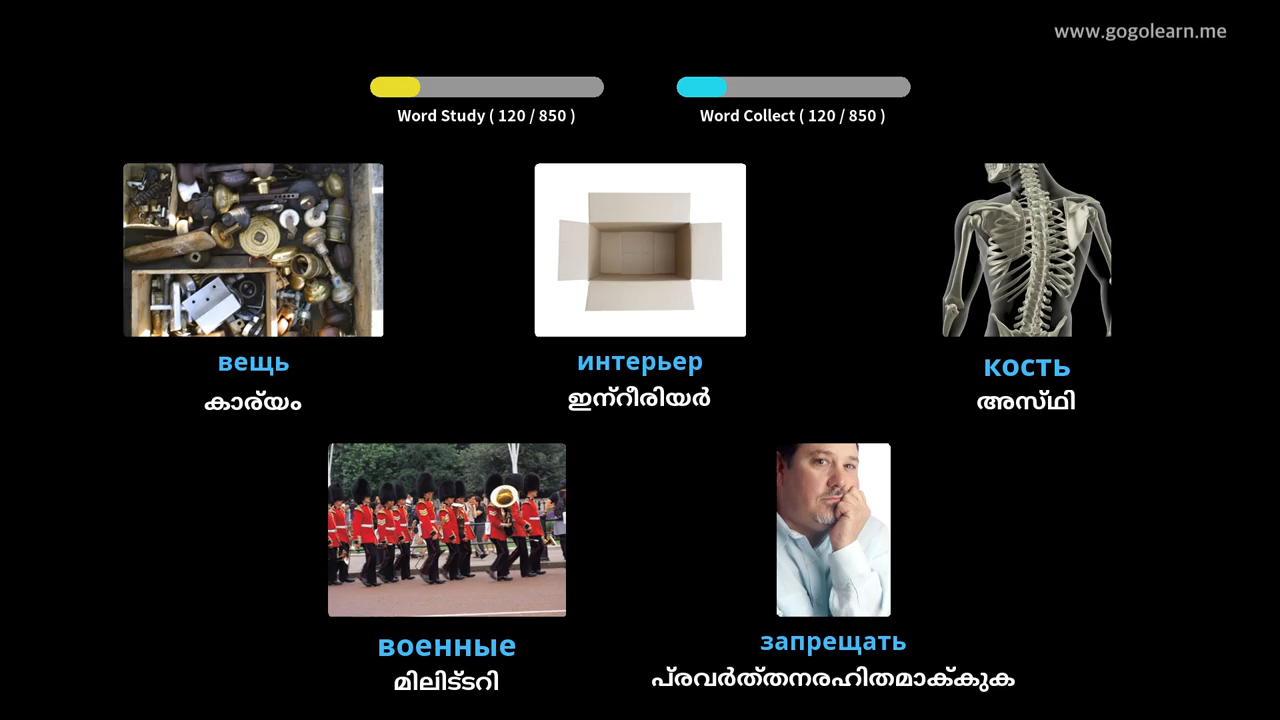 www.gogolearn.me
Word Study ( 120 / 850 )
Word Collect ( 120 / 850 )
вещь
കാര്യം
интерьер
ഇന്റീരിയർ
кость
അസ്ഥി
военные
മിലിട്ടറി
запрещать
പ്രവർത്തനരഹിതമാക്കുക